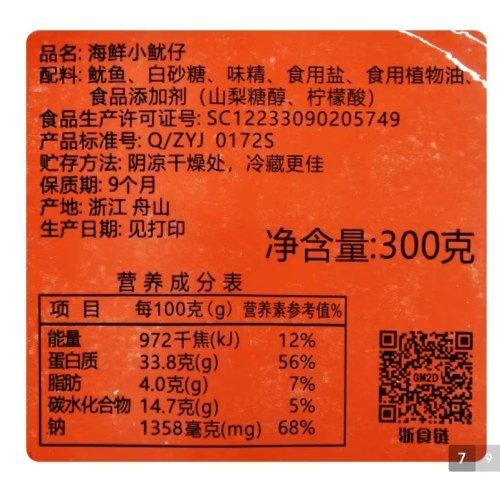 品名: 海鲜小鱿仔
配料: 鱿鱼、白砂糖、味精、食用盐、食用植物油、
食品添加剂（山梨糖醇、柠檬酸）
食品生产许可证号: SC12233090205749
产品标准号: Q/ZYJ 0172S
贮存方法: 阴凉干燥处，冷藏更佳
保质期: 9个月
产地: 浙江 舟山
生产日期: 见打印
净含量:300克
营养成分表
项 目 每100克(g) 营养素参考值%
能量 972千焦(kJ) 12%
蛋白质 33.8克(g) 56%
脂肪 4.0克(g) 7%
碳水化合物 14.7克(g) 5%
钠 1358毫克(mg) 68%
GM2D
浙食链
7 9